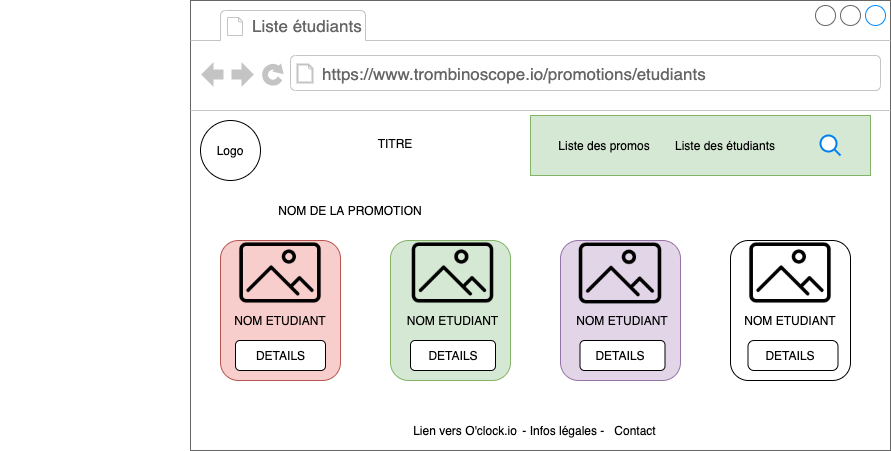 Liste étudiants
https://www.trombinoscope.io/promotions/etudiants
Logo
TITRE
Liste des promos
Liste des étudiants
NOM DE LA PROMOTION
NOM ETUDIANT
NOM ETUDIANT
NOM ETUDIANT
NOM ETUDIANT
DETAILS
DETAILS
DETAILS
DETAILS
Lien vers O'clock.io - Infos légales - Contact